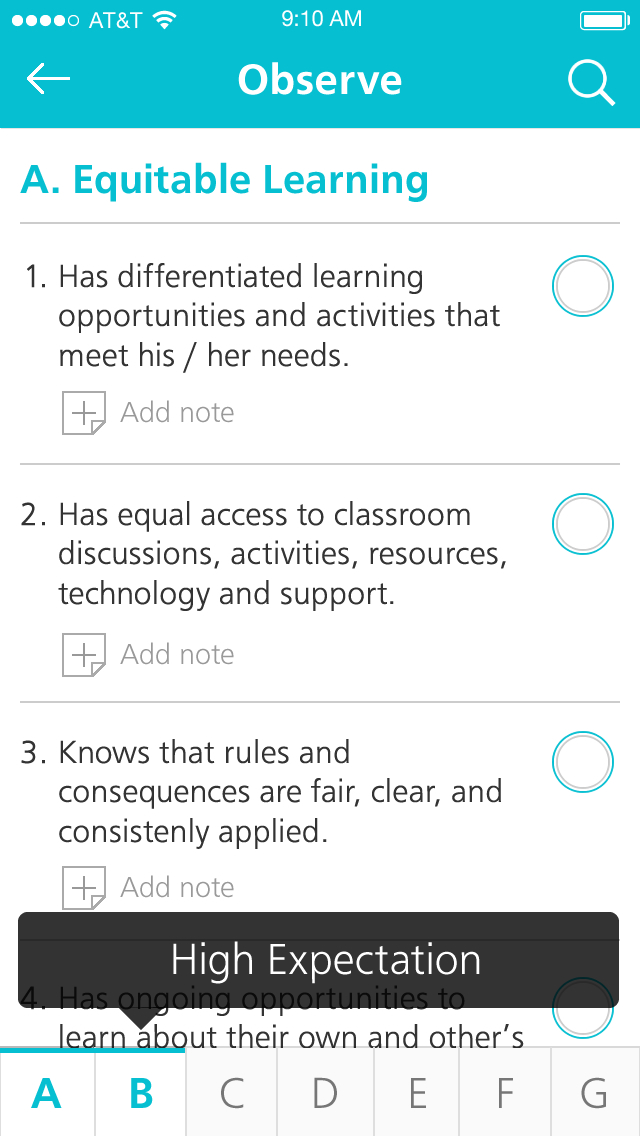 AT&T 9:10 AM
Observe
A. Equitable Learning
1. Has differentiated learning
opportunities and activities that
meet his / her needs.
Add note
2. Has equal access to classroom
discussions, activities, resources,
technology and support.
Add note
3. Knows that rules and
consequences are fair, clear, and
consistenly applied.
Add note
High Expectation
4. Has ongoing opportunities to
learn about their own and other’s
A B C D E F G